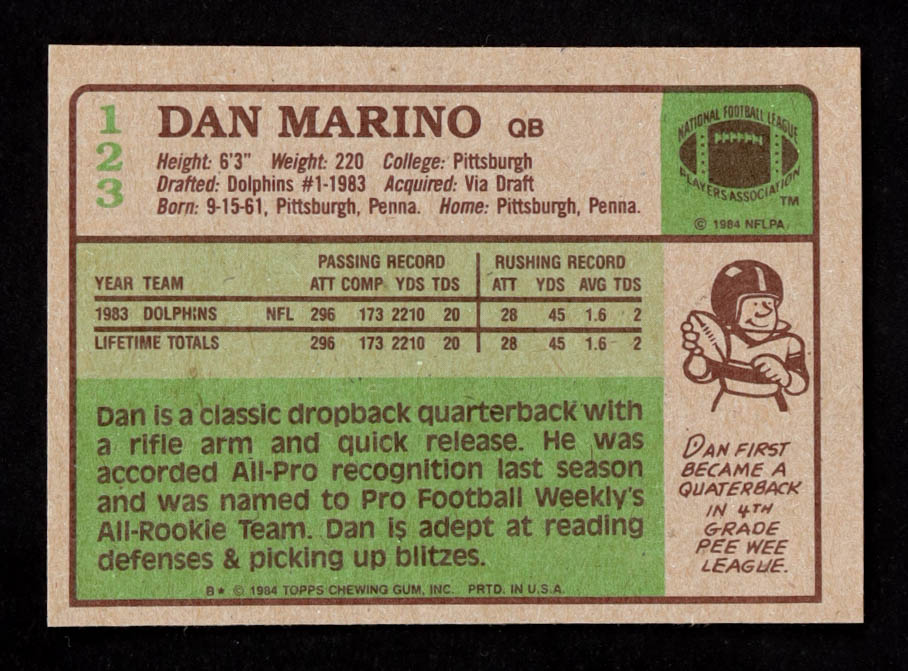 1
2
3
DAN MARINO QB
Height: 6'3" Weight: 220 College: Pittsburgh
Drafted: Dolphins #1-1983 Acquired: Via Draft
Born: 9-15-61, Pittsburgh, Penna. Home: Pittsburgh, Penna.
NATIONAL FOOTBALL LEAGUE
PLAYERS ASSOCIATION
TM
© 1984 NFLPA
PASSING RECORD RUSHING RECORD
YEAR TEAM ATT COMP YDS TDS ATT YDS AVG TDS
1983 DOLPHINS NFL 296 173 2210 20 28 45 1.6 2
LIFETIME TOTALS 296 173 2210 20 28 45 1.6 2
Dan is a classic dropback quarterback with
a rifle arm and quick release. He was
accorded All-Pro recognition last season
and was named to Pro Football Weekly's
All-Rookie Team. Dan is adept at reading
defenses & picking up blitzes.
DAN FIRST
BECAME A
QUATERBACK
IN 4TH
GRADE
PEE WEE
LEAGUE.
B* © 1984 TOPPS CHEWING GUM, INC. PRTD. IN U.S.A.